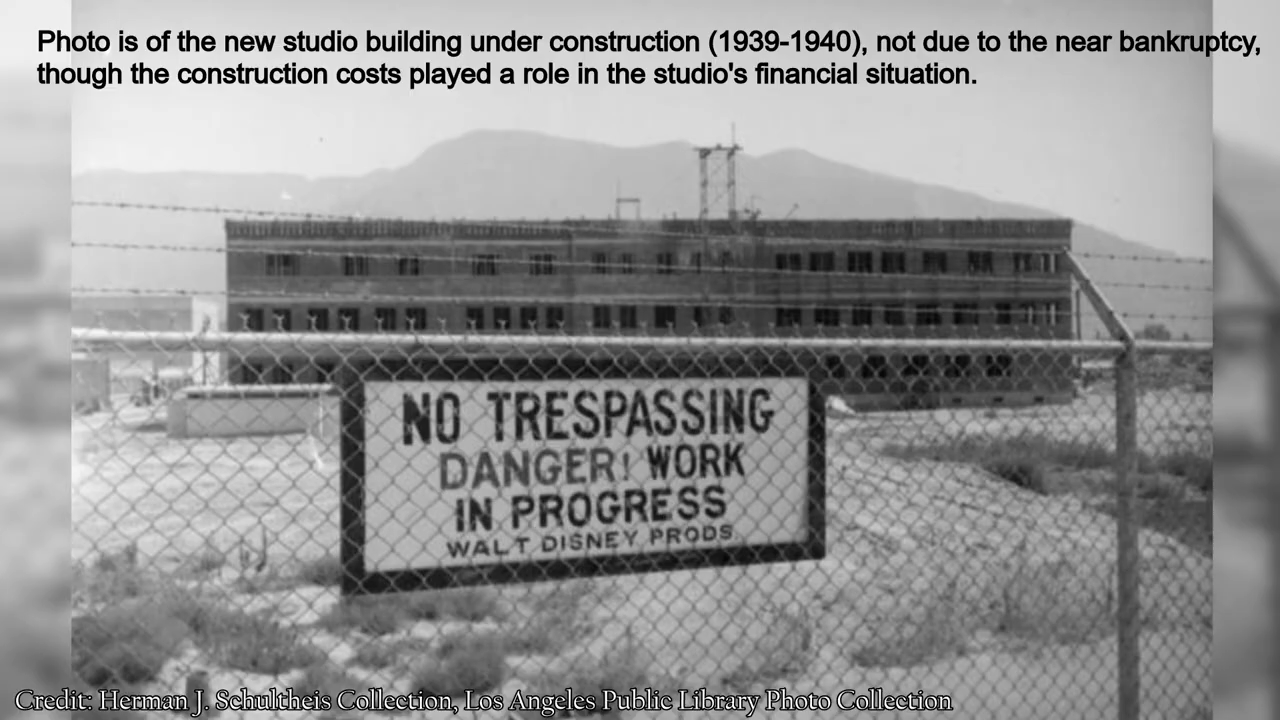 Photo is of the new studio building under construction (1939-1940), not due to the near bankruptcy,
though the construction costs played a role in the studio's financial situation.
NO TRESPASSING
DANGER! WORK
IN PROGRESS
WALT DISNEY PRODS
Credit: Herman J. Schultheis Collection, Los Angeles Public Library Photo Collection